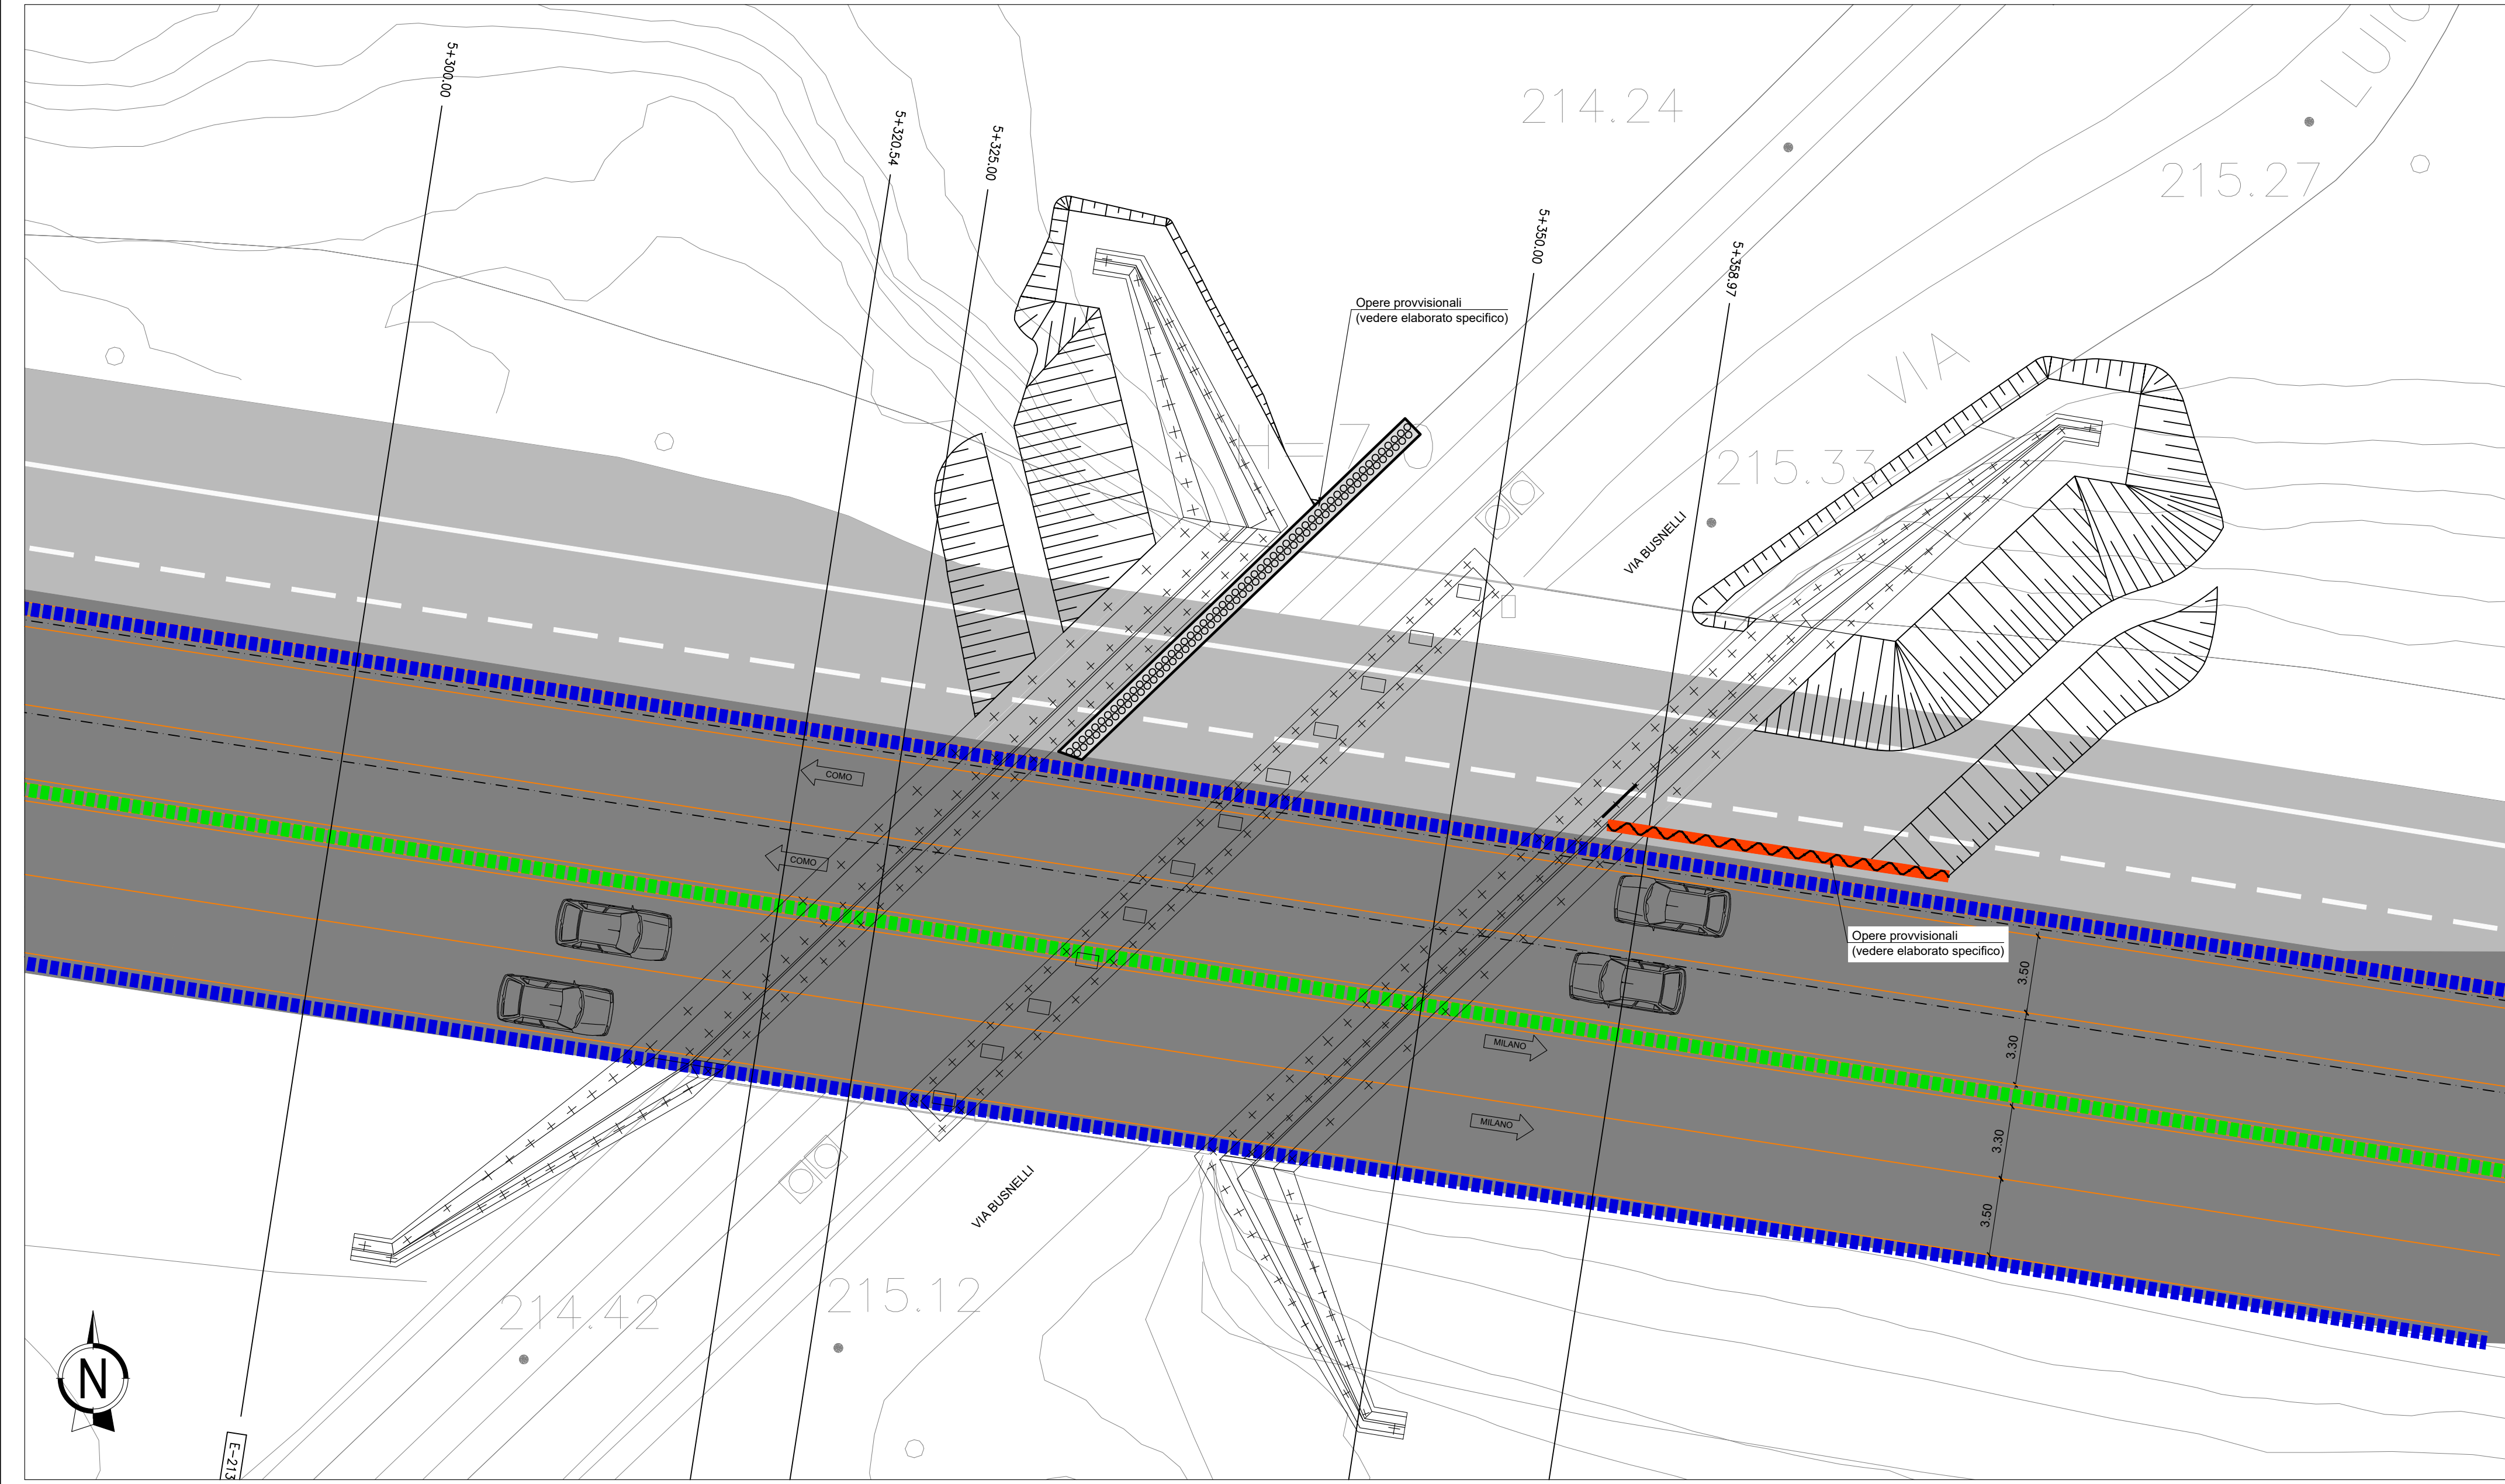 5+300.00
5+320.54
5+325.00
5+350.00
5+358.97
214.24
215.27
VIA
215.33
Opere provvisionali
(vedere elaborato specifico)
VIA BUSNELLI
COMO
COMO
MILANO
MILANO
Opere provvisionali
(vedere elaborato specifico)
3.50
3.30
3.30
3.50
VIA BUSNELLI
214.42
215.12
N
E-213